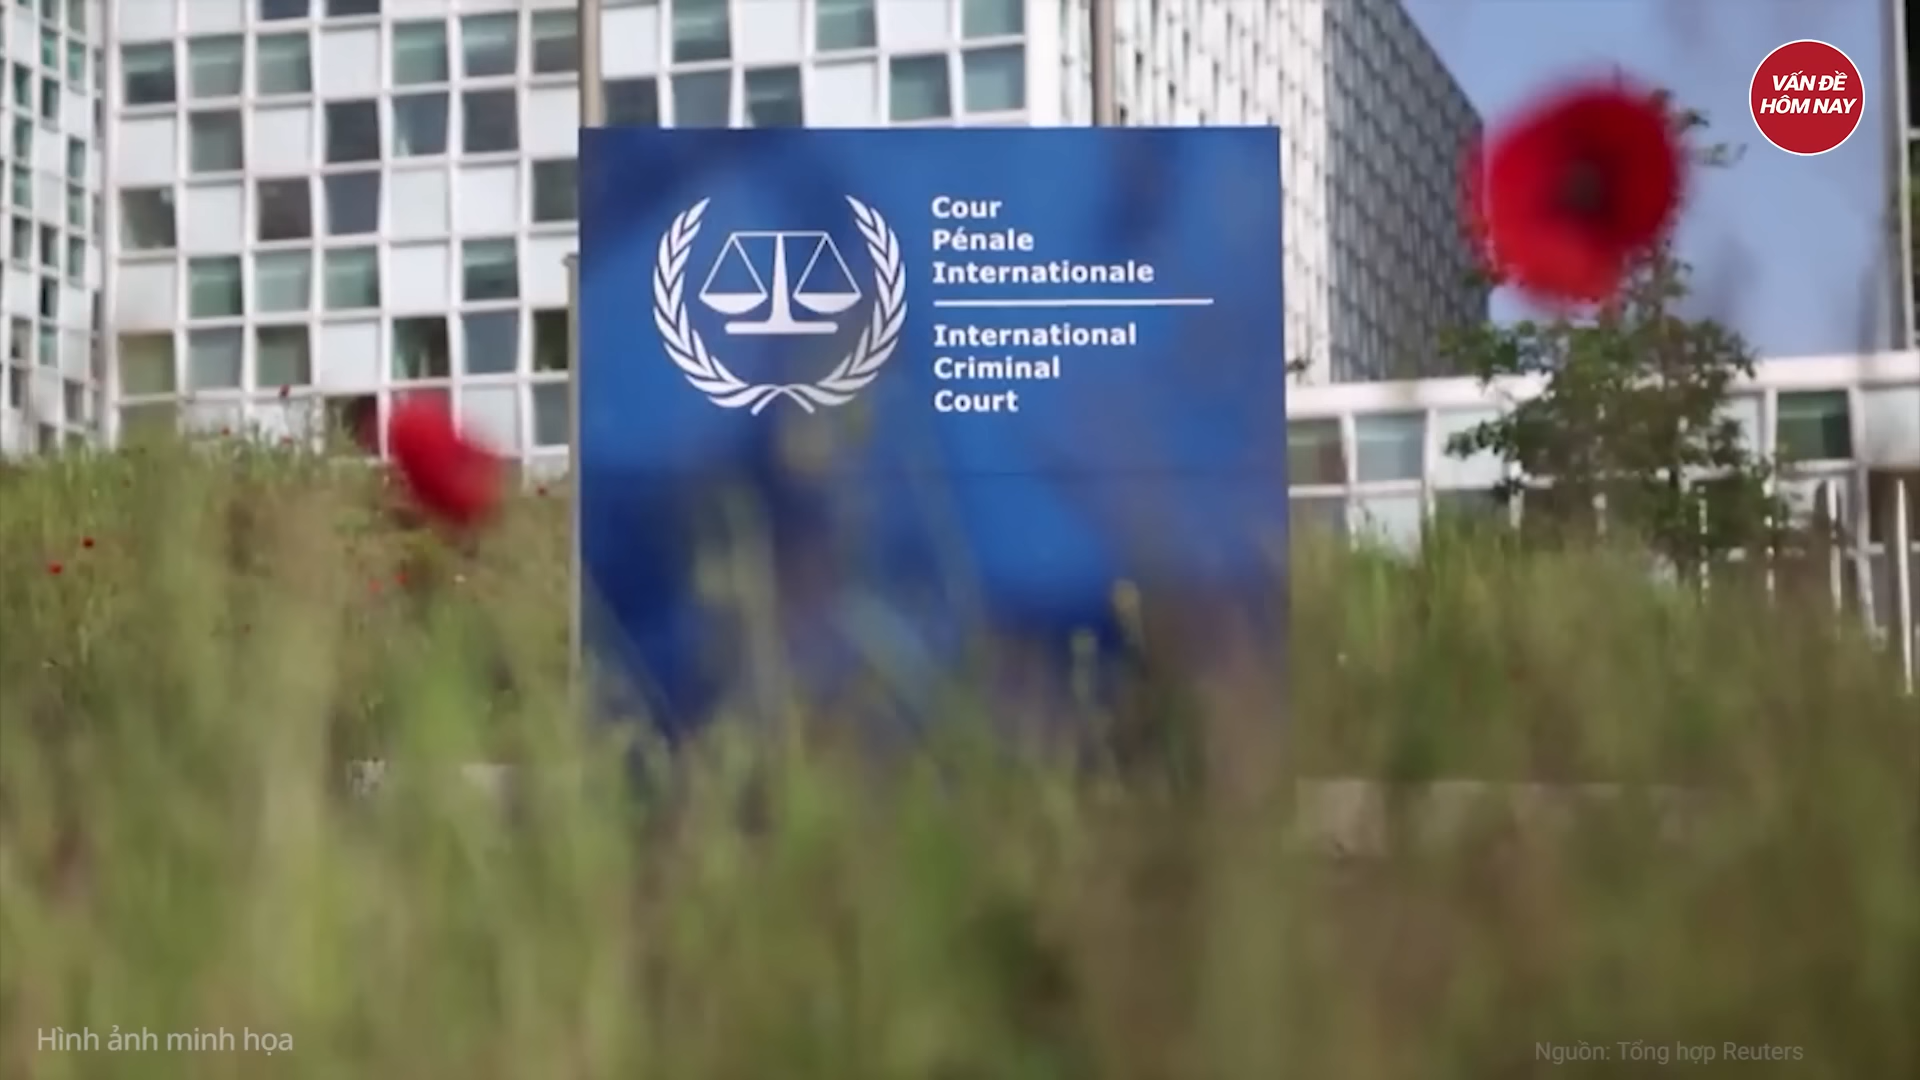 VẤN ĐỀ
HÔM NAY
Cour
Pénale
Internationale
International
Criminal
Court
Hình ảnh minh họa
Nguồn: Tổng hợp Reuters